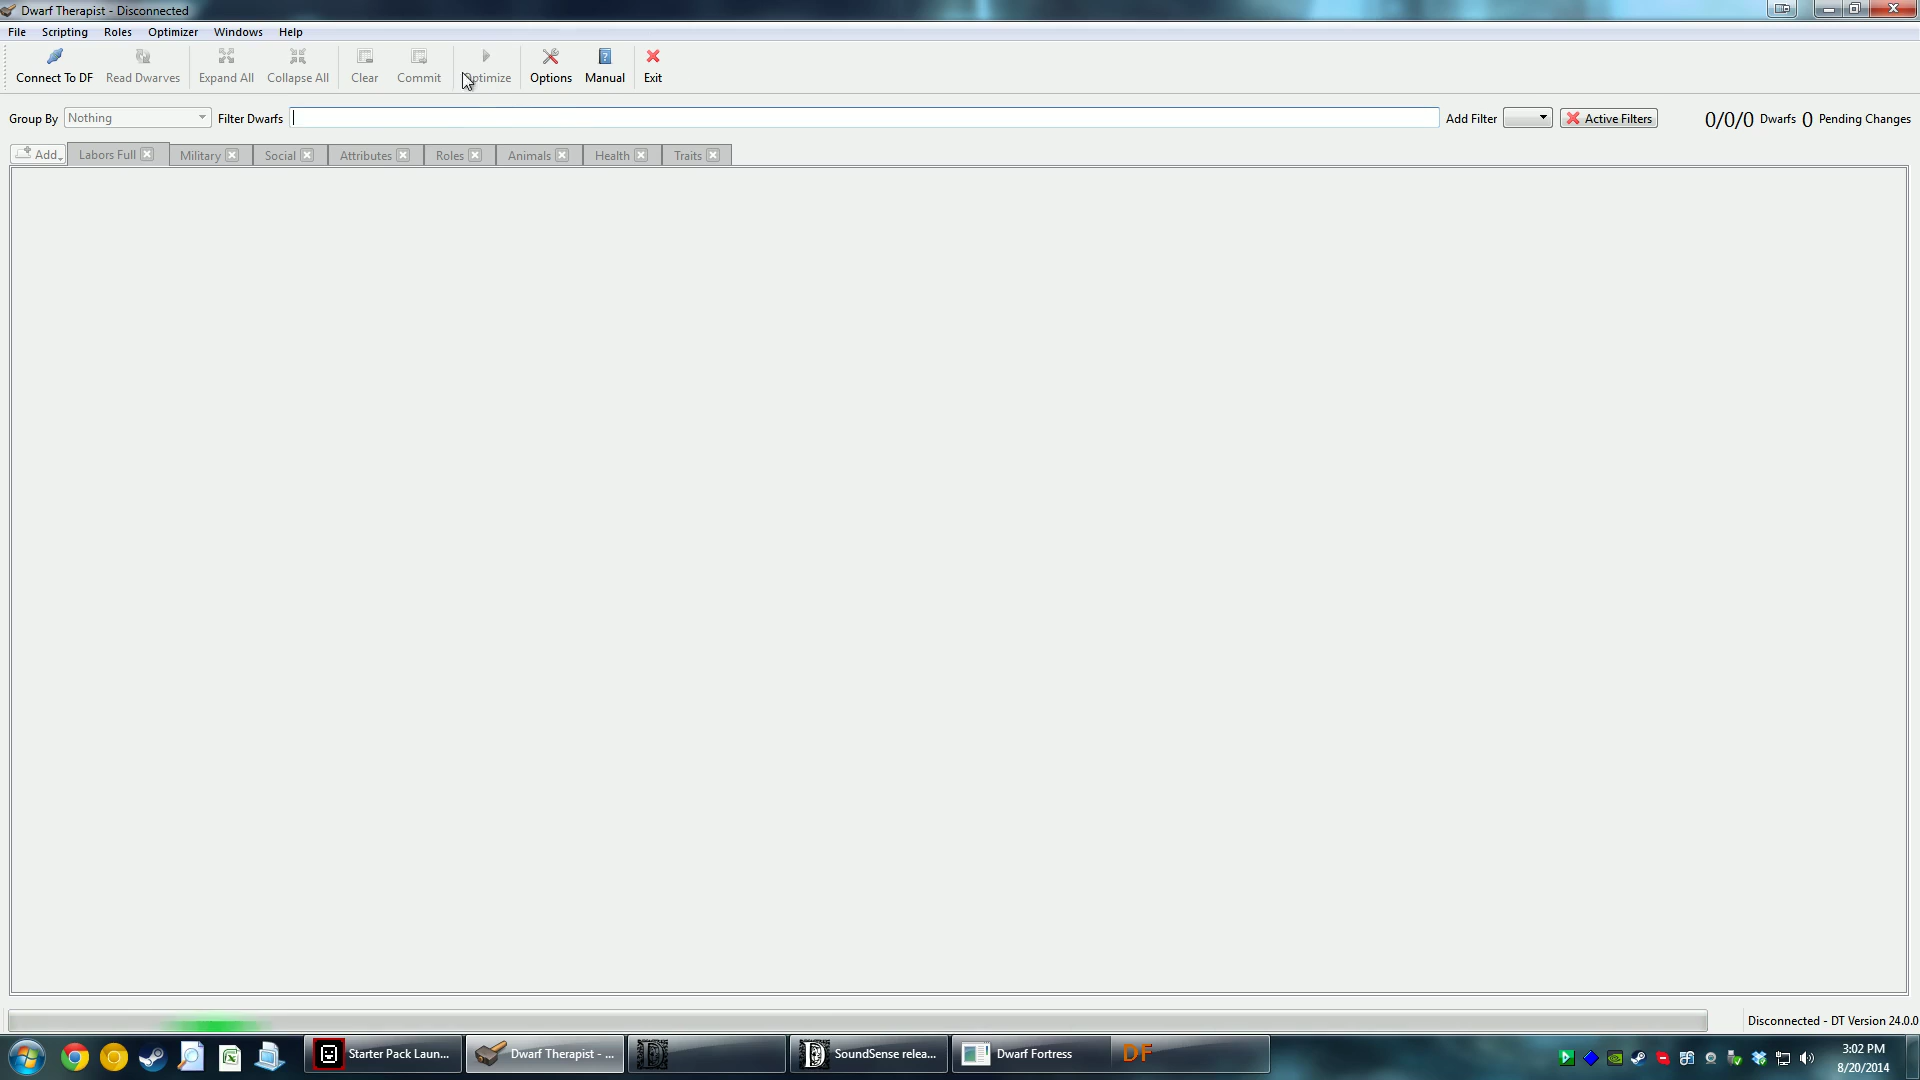 Dwarf Therapist - Disconnected
File Scripting Roles Optimizer Windows Help
Connect To DF Read Dwarves Expand All Collapse All Clear Commit Optimize Options Manual Exit
Group By Nothing Filter Dwarfs Add Filter Active Filters 0/0/0 Dwarfs 0 Pending Changes
Add Labors Full Military Social Attributes Roles Animals Health Traits
Disconnected - DT Version 24.0.0
Starter Pack Laun... Dwarf Therapist - ... SoundSense relea... Dwarf Fortress DF
3:02 PM
8/20/2014